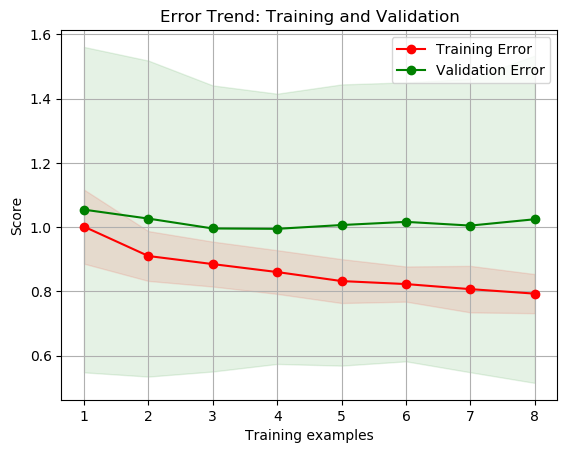 Error Trend: Training and Validation
1.6
1.4
1.2
1.0
0.8
0.6
Score
Training Error
Validation Error
1 2 3 4 5 6 7 8
Training examples